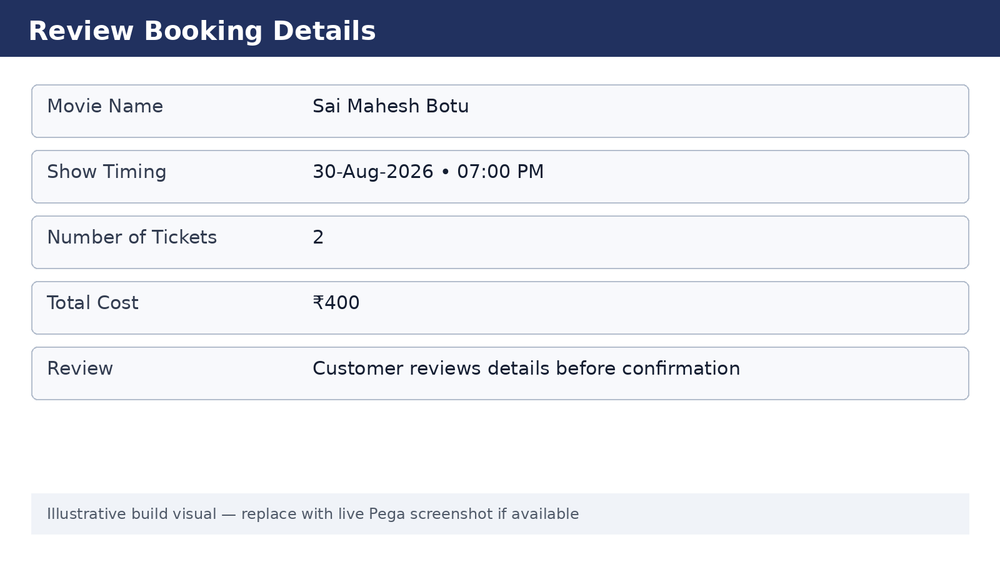 Review Booking Details
Movie Name Sai Mahesh Botu
Show Timing 30-Aug-2026 • 07:00 PM
Number of Tickets 2
Total Cost ₹400
Review Customer reviews details before confirmation
Illustrative build visual — replace with live Pega screenshot if available